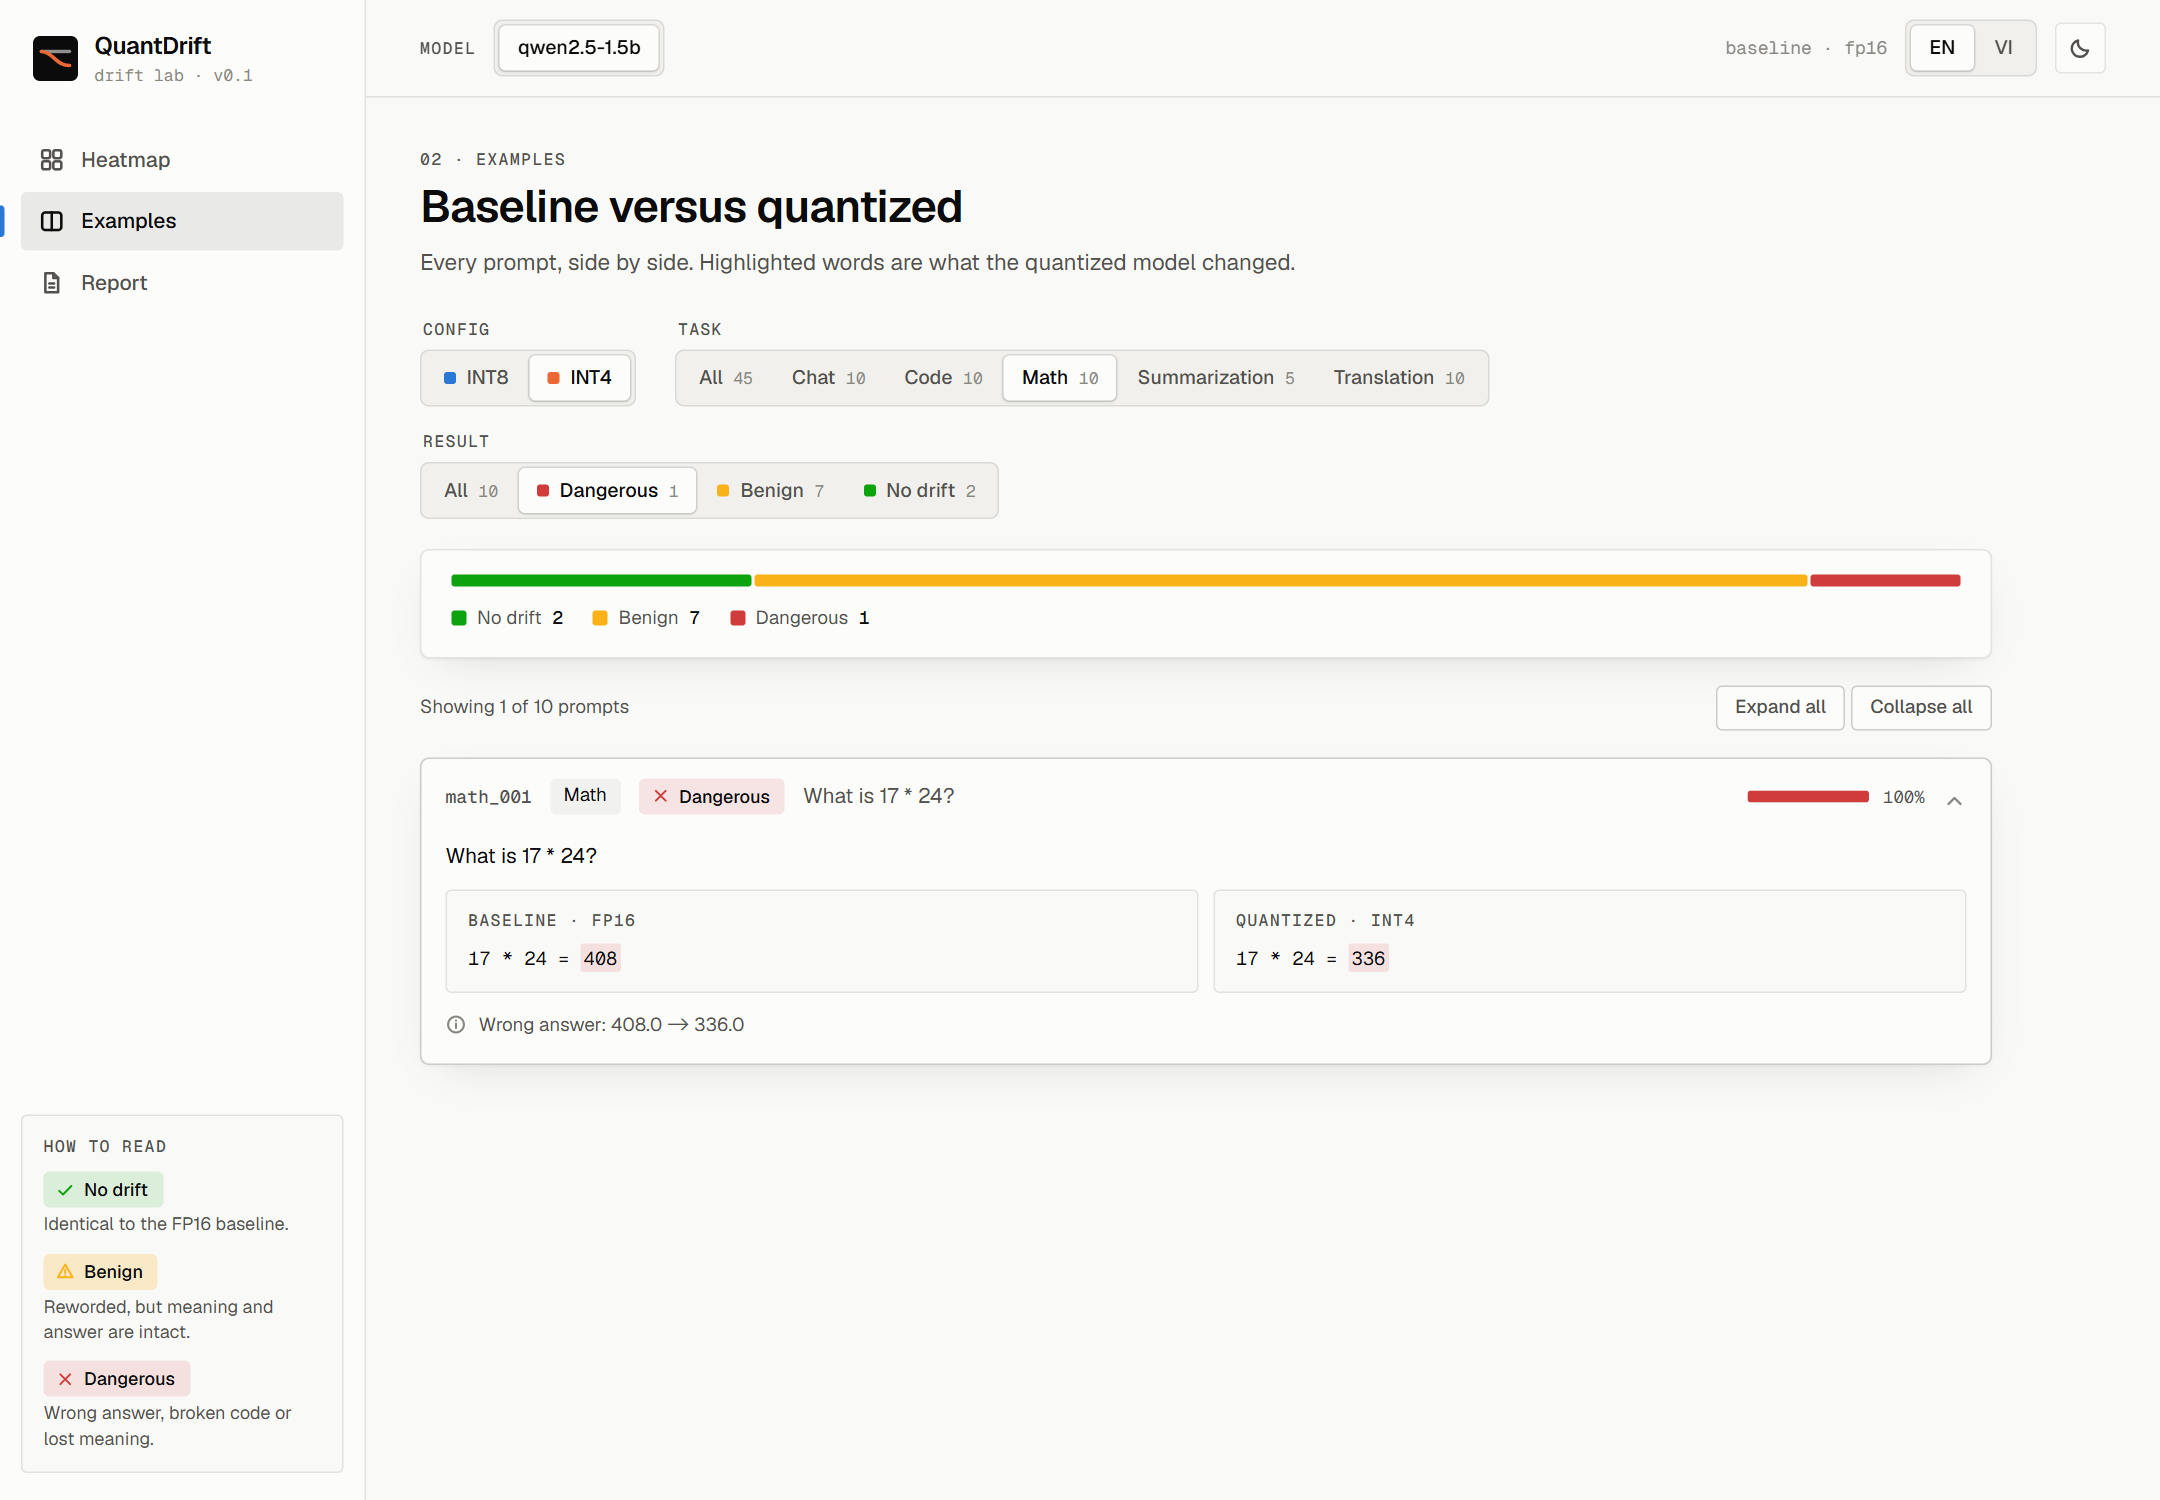 QuantDrift
drift lab · v0.1
Heatmap
Examples
Report
HOW TO READ
No drift
Identical to the FP16 baseline.
Benign
Reworded, but meaning and
answer are intact.
Dangerous
Wrong answer, broken code or
lost meaning.
MODEL qwen2.5-1.5b
baseline · fp16 EN VI
02 · EXAMPLES
Baseline versus quantized
Every prompt, side by side. Highlighted words are what the quantized model changed.
CONFIG
INT8 INT4
TASK
All 45 Chat 10 Code 10 Math 10 Summarization 5 Translation 10
RESULT
All 10 Dangerous 1 Benign 7 No drift 2
No drift 2 Benign 7 Dangerous 1
Showing 1 of 10 prompts
Expand all Collapse all
math_001 Math Dangerous What is 17 * 24? 100%
What is 17 * 24?
BASELINE · FP16
17 * 24 = 408
QUANTIZED · INT4
17 * 24 = 336
Wrong answer: 408.0 → 336.0